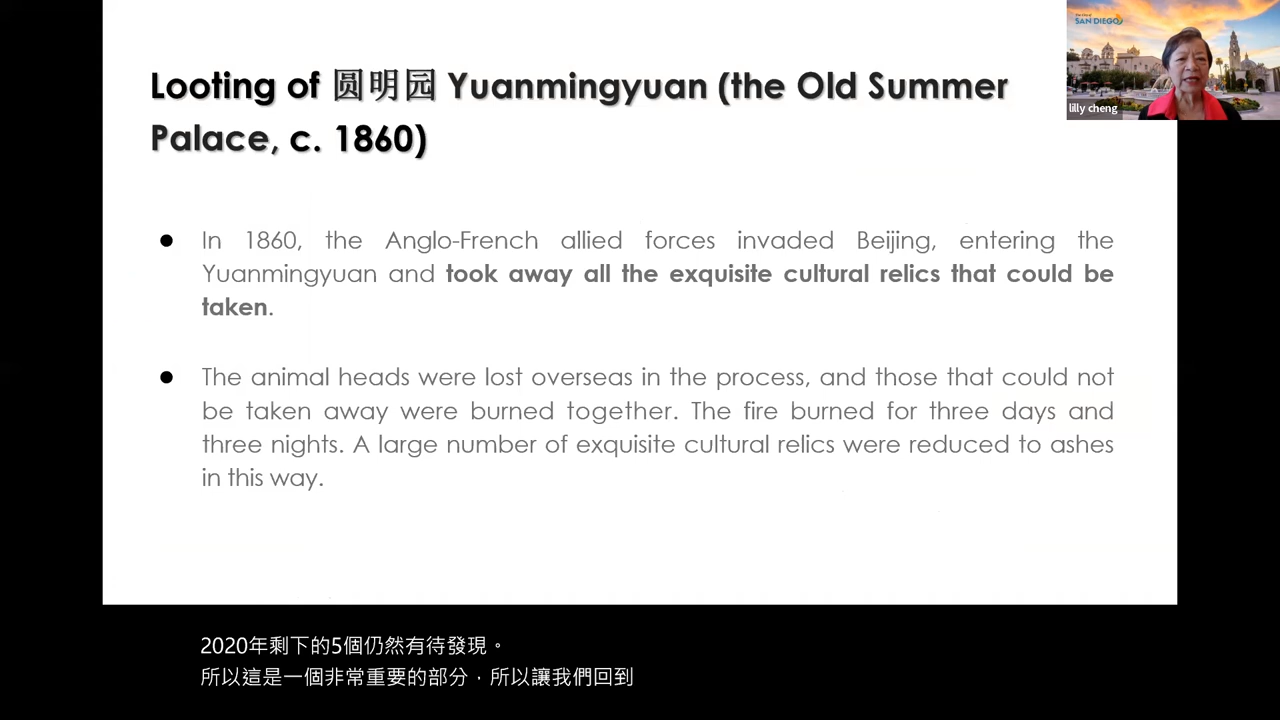 Looting of 圆明园 Yuanmingyuan (the Old Summer
Palace, c. 1860)
SAN DIEGO
lilly cheng
● In 1860, the Anglo-French allied forces invaded Beijing, entering the
Yuanmingyuan and took away all the exquisite cultural relics that could be
taken.
● The animal heads were lost overseas in the process, and those that could not
be taken away were burned together. The fire burned for three days and
three nights. A large number of exquisite cultural relics were reduced to ashes
in this way.
2020年剩下的5個仍然有待發現。
所以這是一個非常重要的部分，所以讓我們回到